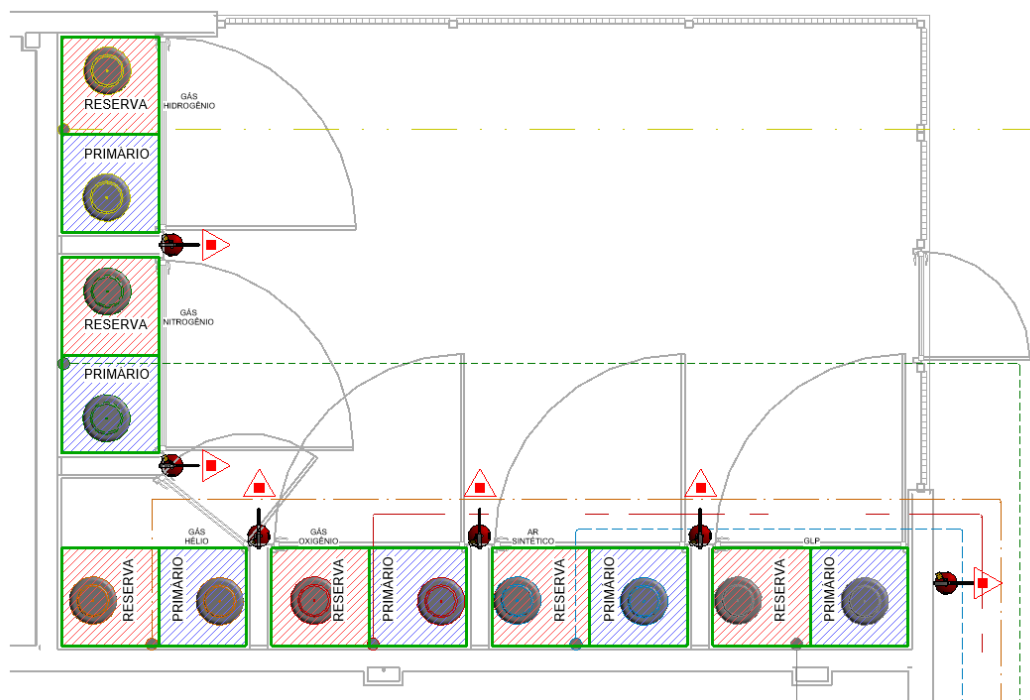 RESERVA
GÁS
HIDROGÊNIO
PRIMÁRIO
RESERVA
GÁS
NITROGÊNIO
PRIMÁRIO
GÁS
HÉLIO
GÁS
OXIGÊNIO
AR
SINTÉTICO
GLP
RESERVA
PRIMÁRIO
RESERVA
PRIMÁRIO
RESERVA
PRIMÁRIO
RESERVA
PRIMÁRIO